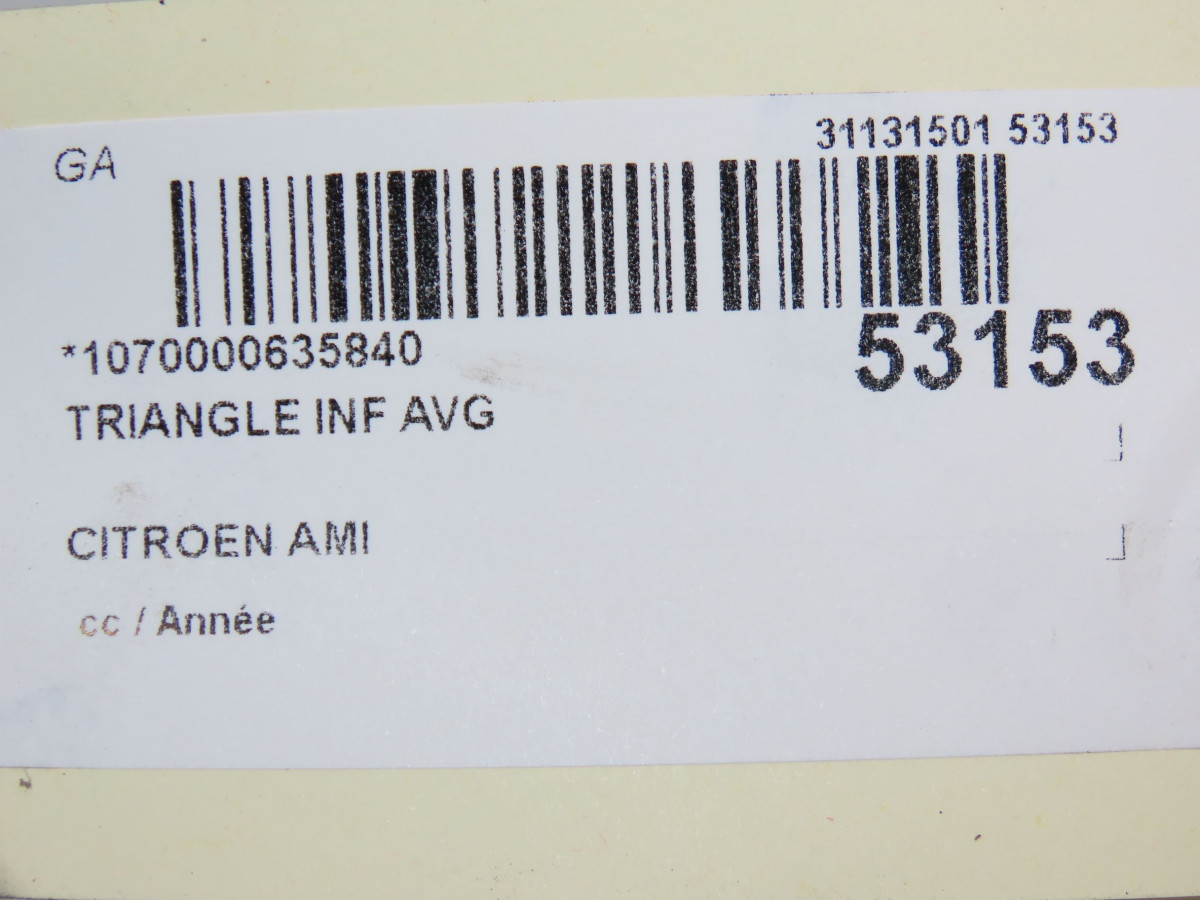 31131501 53153
GA
*1070000635840
53153
TRIANGLE INF AVG
CITROEN AMI
cc / Année